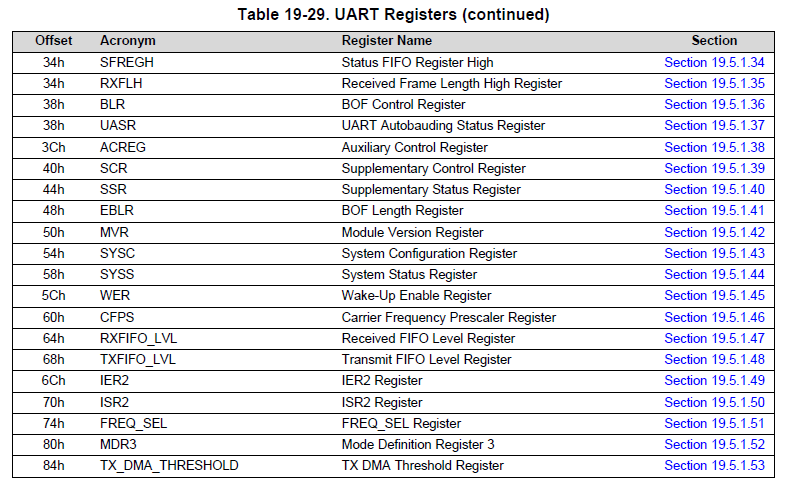 Table 19-29. UART Registers (continued)
Offset Acronym Register Name Section
34h SFREGH Status FIFO Register High Section 19.5.1.34
34h RXFLH Received Frame Length High Register Section 19.5.1.35
38h BLR BOF Control Register Section 19.5.1.36
38h UASR UART Autobauding Status Register Section 19.5.1.37
3Ch ACREG Auxiliary Control Register Section 19.5.1.38
40h SCR Supplementary Control Register Section 19.5.1.39
44h SSR Supplementary Status Register Section 19.5.1.40
48h EBLR BOF Length Register Section 19.5.1.41
50h MVR Module Version Register Section 19.5.1.42
54h SYSC System Configuration Register Section 19.5.1.43
58h SYSS System Status Register Section 19.5.1.44
5Ch WER Wake-Up Enable Register Section 19.5.1.45
60h CFPS Carrier Frequency Prescaler Register Section 19.5.1.46
64h RXFIFO_LVL Received FIFO Level Register Section 19.5.1.47
68h TXFIFO_LVL Transmit FIFO Level Register Section 19.5.1.48
6Ch IER2 IER2 Register Section 19.5.1.49
70h ISR2 ISR2 Register Section 19.5.1.50
74h FREQ_SEL FREQ_SEL Register Section 19.5.1.51
80h MDR3 Mode Definition Register 3 Section 19.5.1.52
84h TX_DMA_THRESHOLD TX DMA Threshold Register Section 19.5.1.53